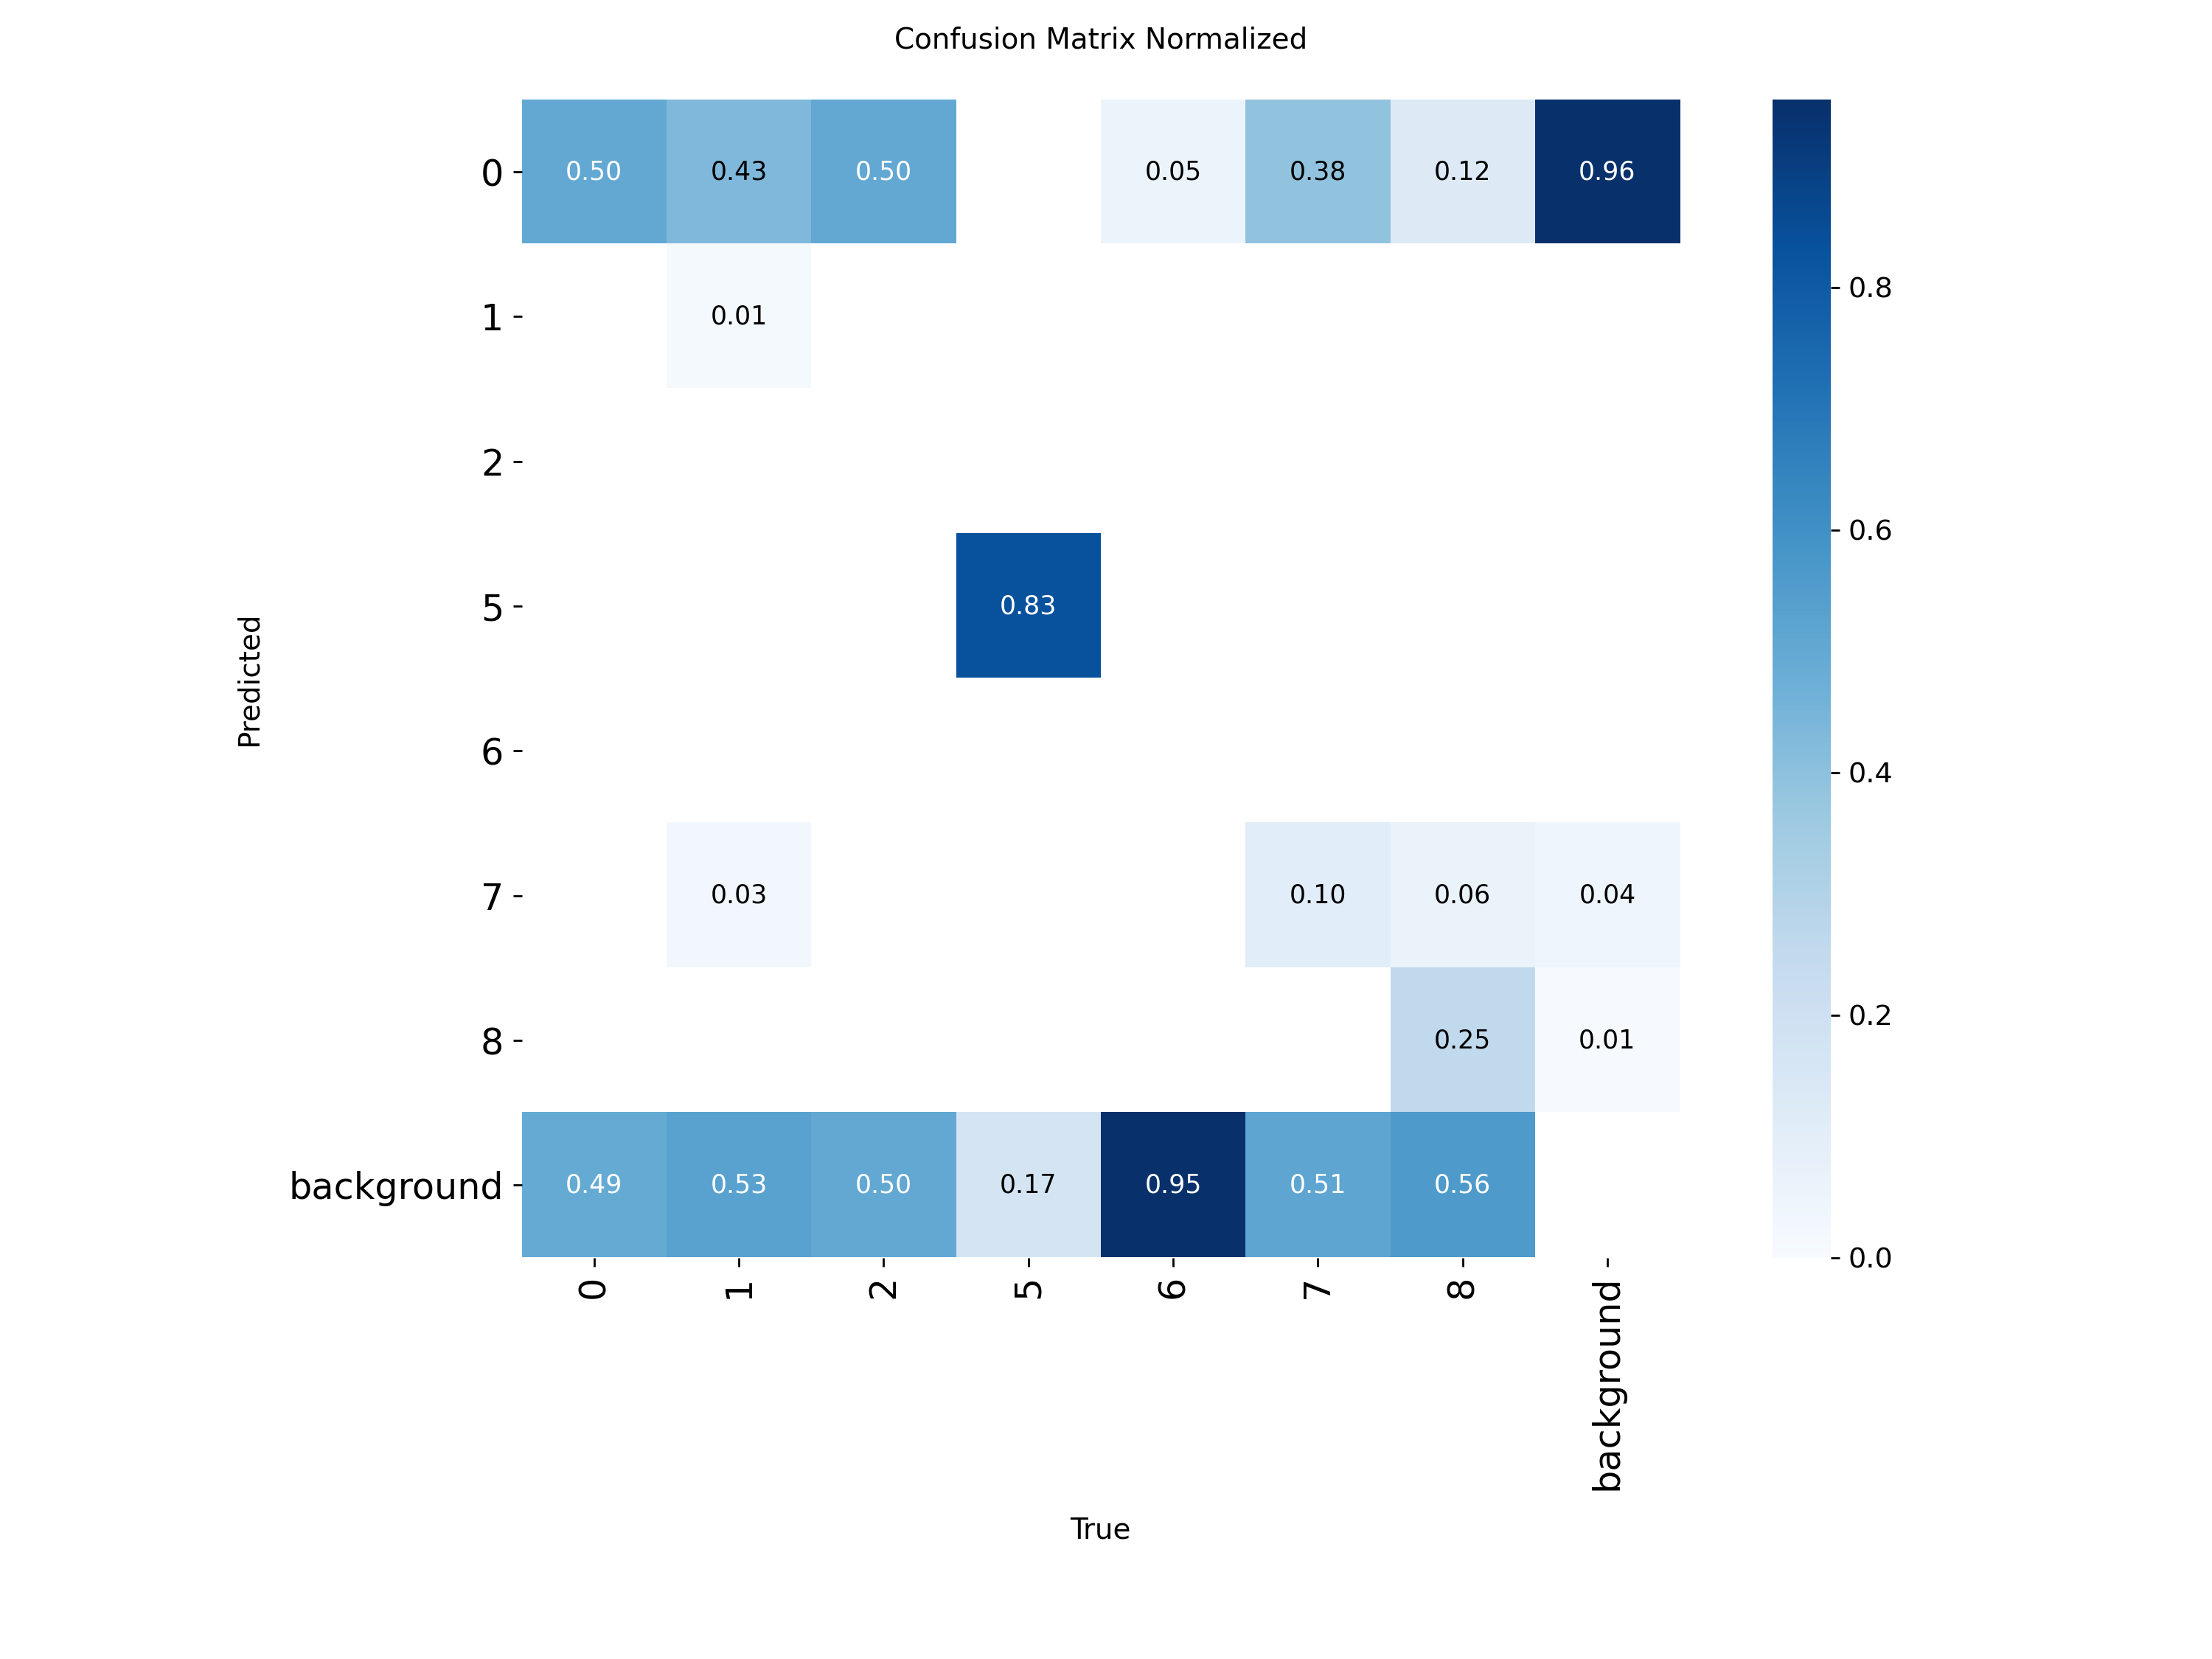 Confusion Matrix Normalized
0 0.50 0.43 0.50 0.05 0.38 0.12 0.96
1 0.01
2
5 0.83
6
7 0.03 0.10 0.06 0.04
8 0.25 0.01
background 0.49 0.53 0.50 0.17 0.95 0.51 0.56
0 1 2 5 6 7 8 background
Predicted
True
0.8
0.6
0.4
0.2
0.0